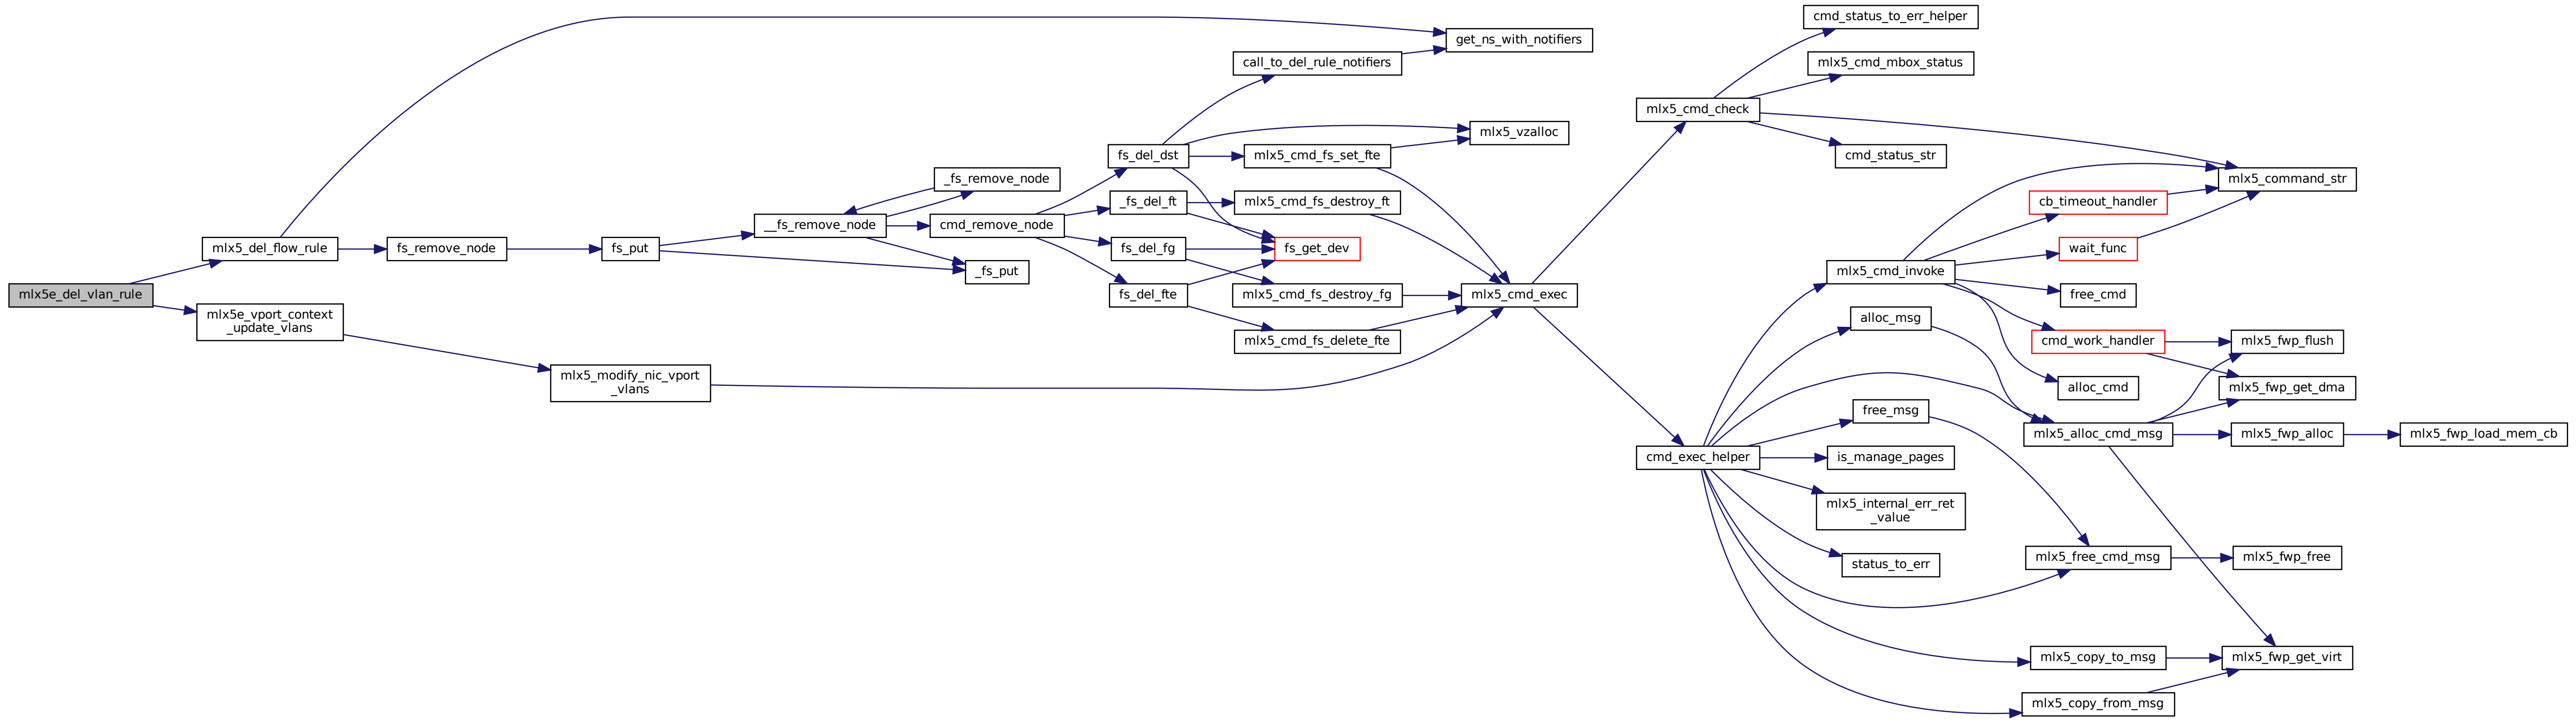 mlx5e_del_vlan_rule
mlx5_del_flow_rule
mlx5e_vport_context
_update_vlans
fs_remove_node
mlx5_modify_nic_vport
_vlans
fs_put
__fs_remove_node
_fs_remove_node
cmd_remove_node
_fs_put
fs_del_dst
_fs_del_ft
fs_del_fg
fs_del_fte
call_to_del_rule_notifiers
mlx5_cmd_fs_set_fte
mlx5_cmd_fs_destroy_ft
fs_get_dev
mlx5_cmd_fs_destroy_fg
mlx5_cmd_fs_delete_fte
get_ns_with_notifiers
mlx5_vzalloc
mlx5_cmd_exec
mlx5_cmd_check
cmd_exec_helper
cmd_status_to_err_helper
mlx5_cmd_mbox_status
cmd_status_str
mlx5_cmd_invoke
alloc_msg
free_msg
is_manage_pages
mlx5_internal_err_ret
_value
status_to_err
mlx5_command_str
cb_timeout_handler
wait_func
free_cmd
cmd_work_handler
alloc_cmd
mlx5_alloc_cmd_msg
mlx5_free_cmd_msg
mlx5_copy_to_msg
mlx5_copy_from_msg
mlx5_fwp_flush
mlx5_fwp_get_dma
mlx5_fwp_alloc
mlx5_fwp_free
mlx5_fwp_get_virt
mlx5_fwp_load_mem_cb